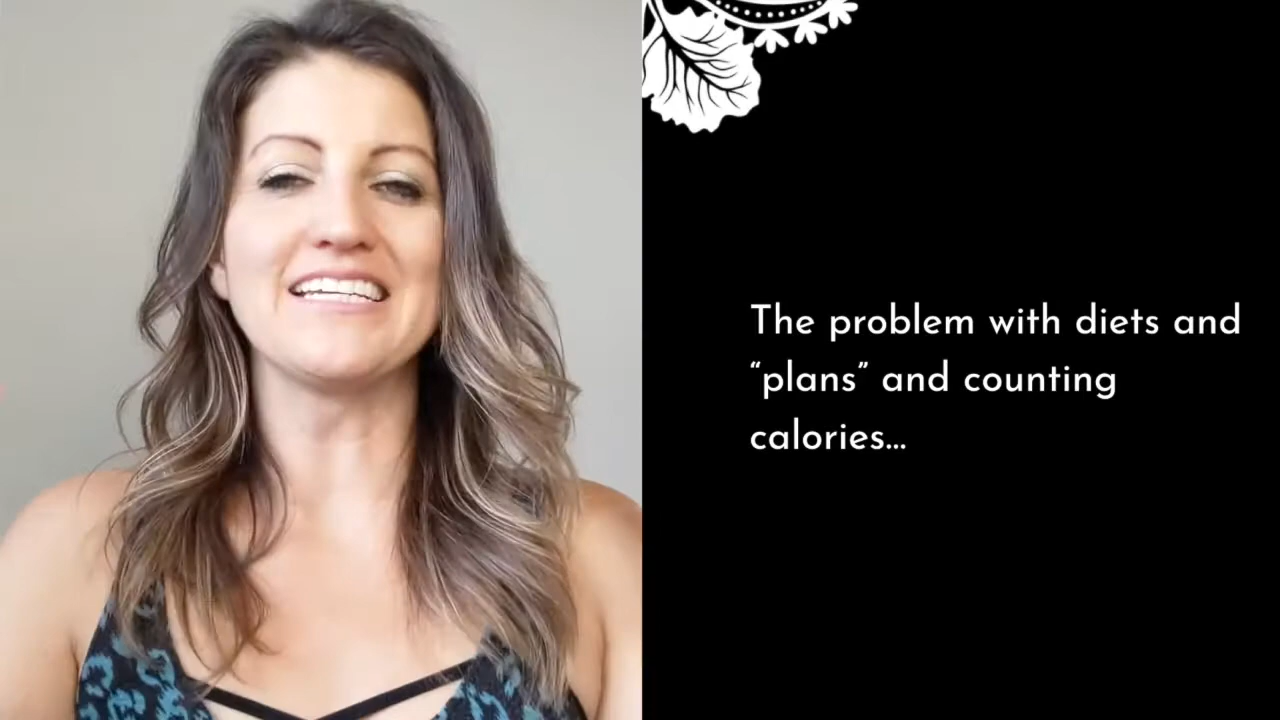 The problem with diets and
“plans” and counting
calories...